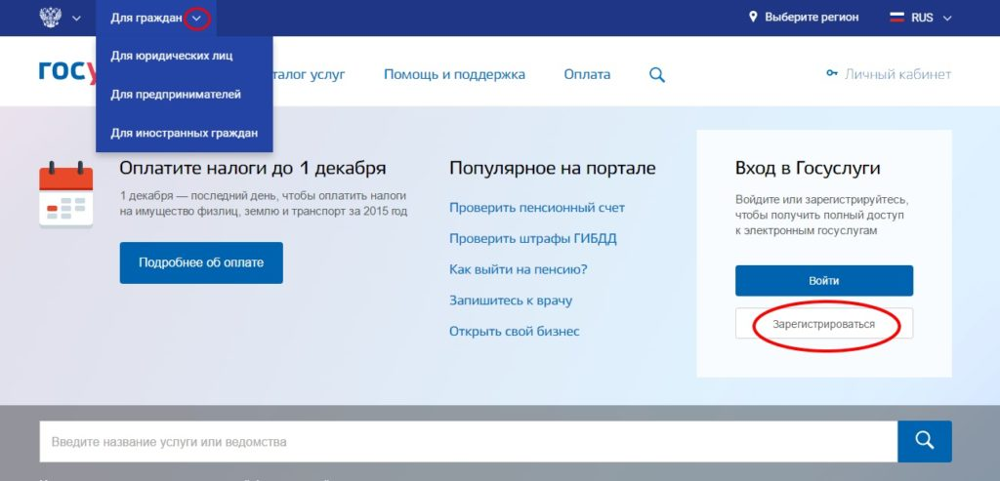 Для граждан
Выберите регион
RUS
Для юридических лиц
Для предпринимателей
Для иностранных граждан
гос
талог услуг
Помощь и поддержка
Оплата
Личный кабинет
Оплатите налоги до 1 декабря
1 декабря — последний день, чтобы оплатить налоги
на имущество физлиц, землю и транспорт за 2015 год
Подробнее об оплате
Популярное на портале
Проверить пенсионный счет
Проверить штрафы ГИБДД
Как выйти на пенсию?
Запишитесь к врачу
Открыть свой бизнес
Вход в Госуслуги
Войдите или зарегистрируйтесь,
чтобы получить полный доступ
к электронным госуслугам
Войти
Зарегистрироваться
Введите название услуги или ведомства